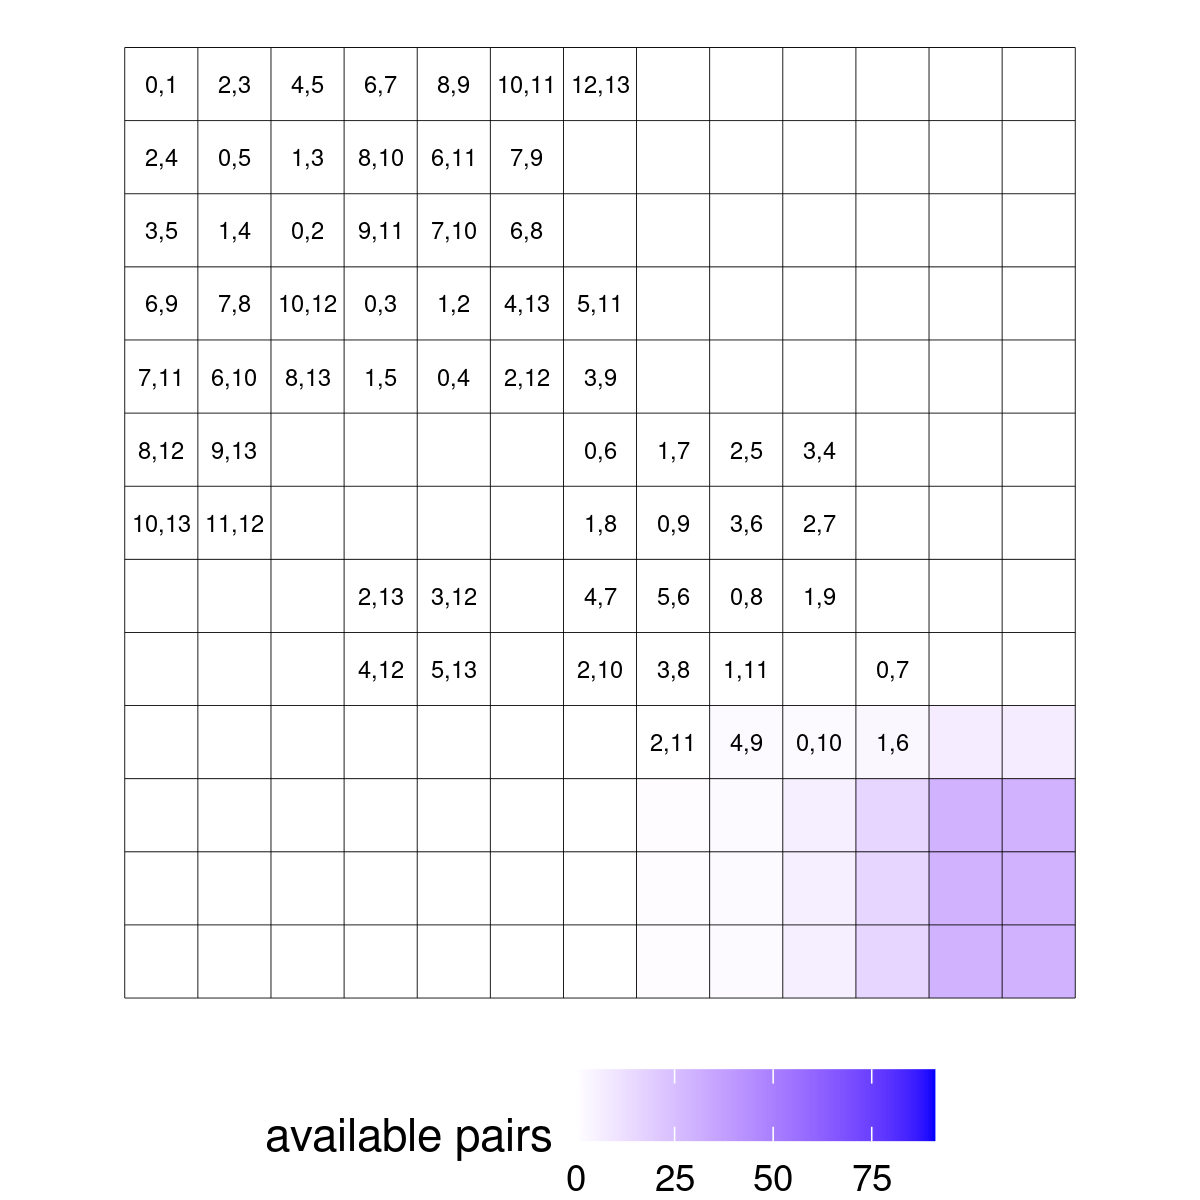 0,1 2,3 4,5 6,7 8,9 10,11 12,13
2,4 0,5 1,3 8,10 6,11 7,9
3,5 1,4 0,2 9,11 7,10 6,8
6,9 7,8 10,12 0,3 1,2 4,13 5,11
7,11 6,10 8,13 1,5 0,4 2,12 3,9
8,12 9,13 0,6 1,7 2,5 3,4
10,13 11,12 1,8 0,9 3,6 2,7
2,13 3,12 4,7 5,6 0,8 1,9
4,12 5,13 2,10 3,8 1,11 0,7
2,11 4,9 0,10 1,6
available pairs
0 25 50 75